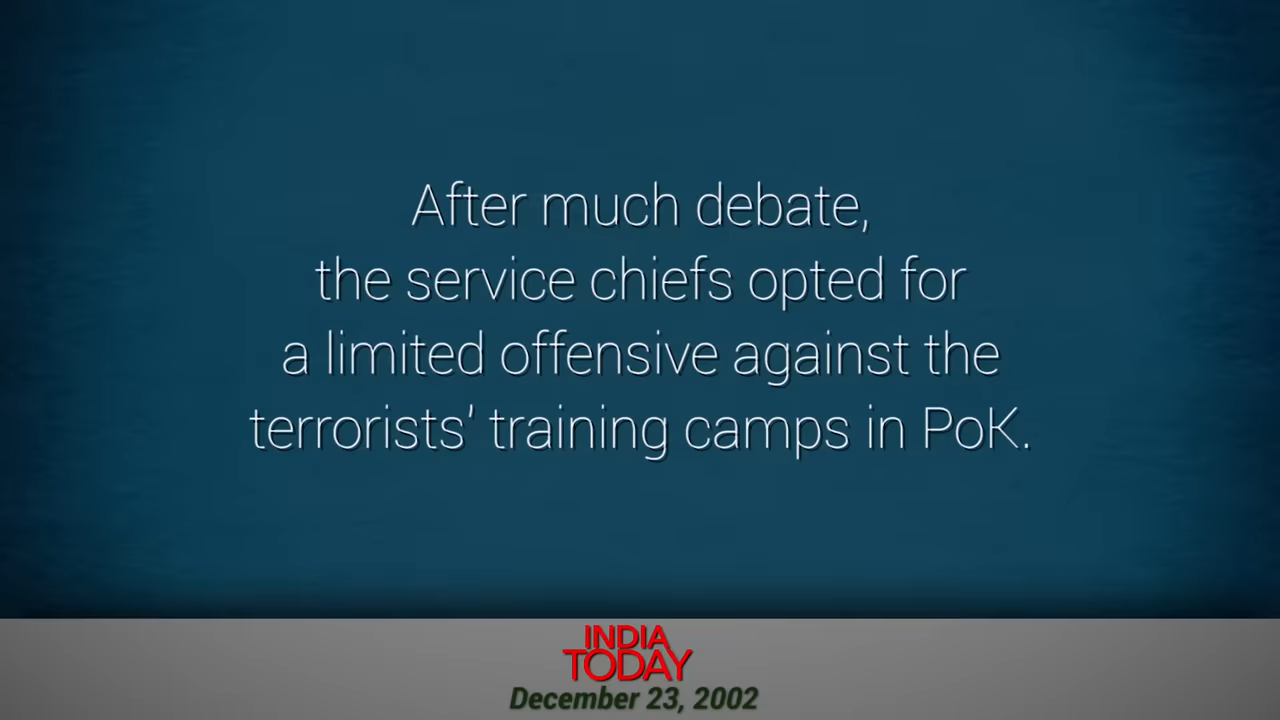 After much debate,
the service chiefs opted for
a limited offensive against the
terrorists' training camps in PoK.
INDIA
TODAY
December 23, 2002